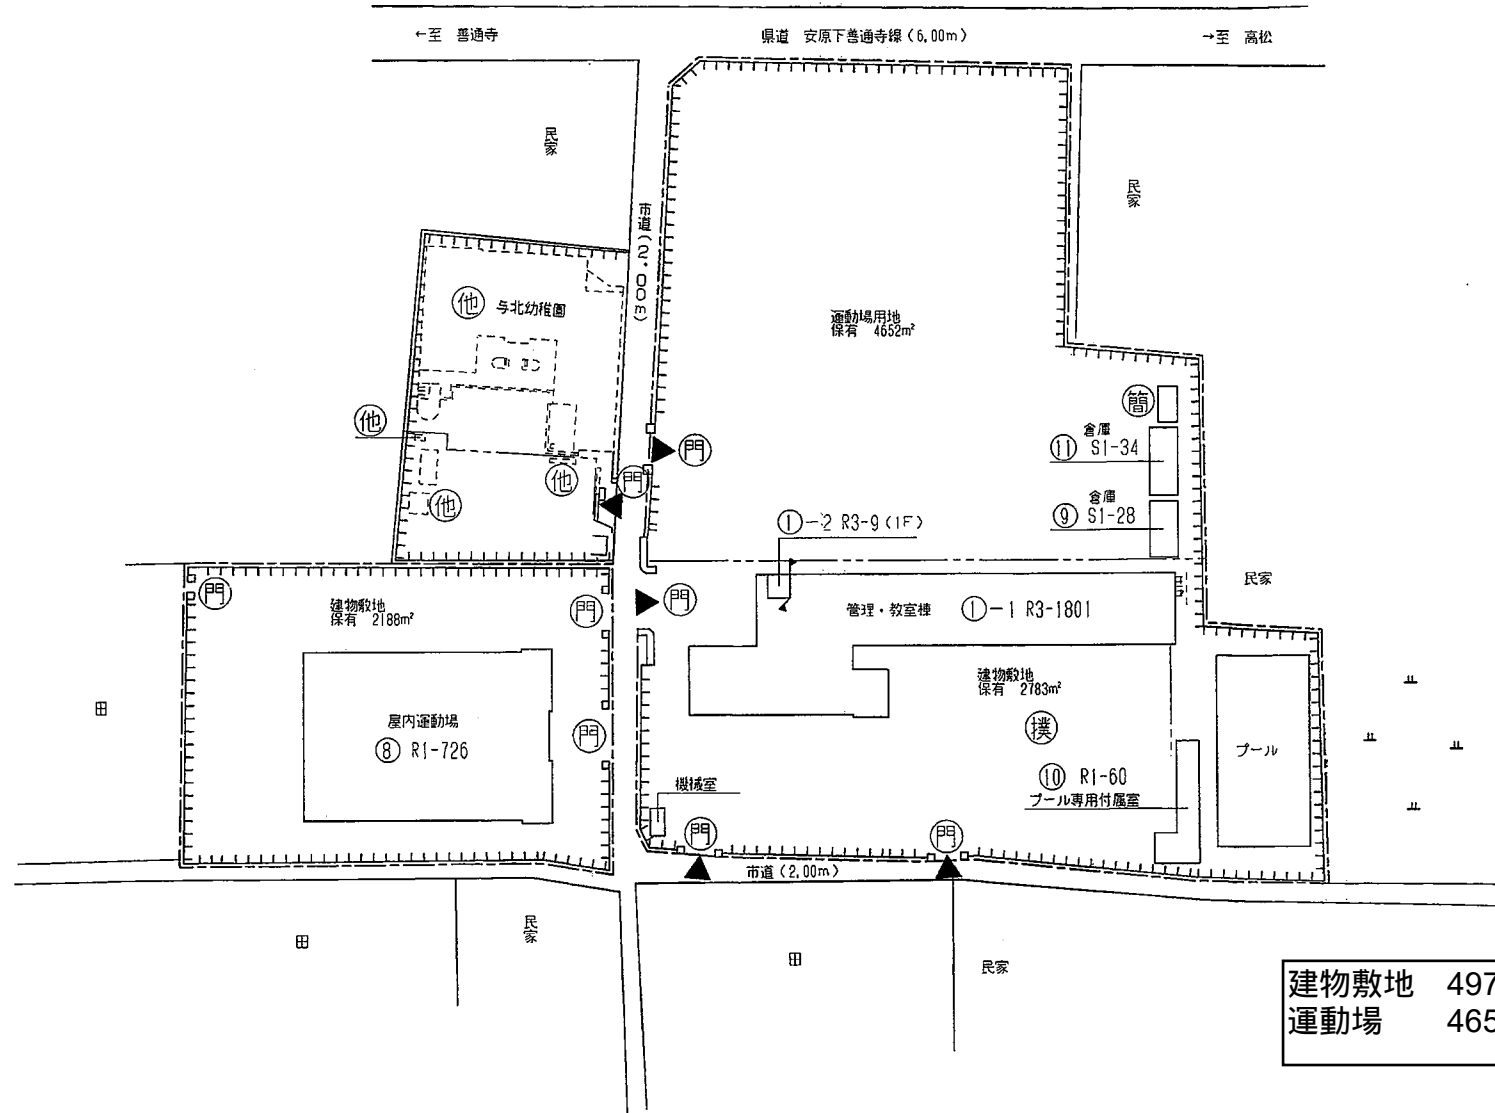 ←至 善通寺
県道 安原下善通寺線(6.00m)
→至 高松
民家
民家
市道(2.00m)
他 与北幼稚園
運動場用地
保有 4652m²
他
他
他
門
門
簡
倉庫
⑪ S1-34
倉庫
⑨ S1-28
①-2 R3-9(1F)
門
建物敷地
保有 2188m²
門
門
管理・教室棟 ①-1 R3-1801
民家
建物敷地
保有 2783m²
田
屋内運動場
⑧ R1-726
門
撲
プール
⑩ R1-60
プール専用付属室
機械室
門
門
市道(2.00m)
田
民家
田
民家
建物敷地 497
運動場 465